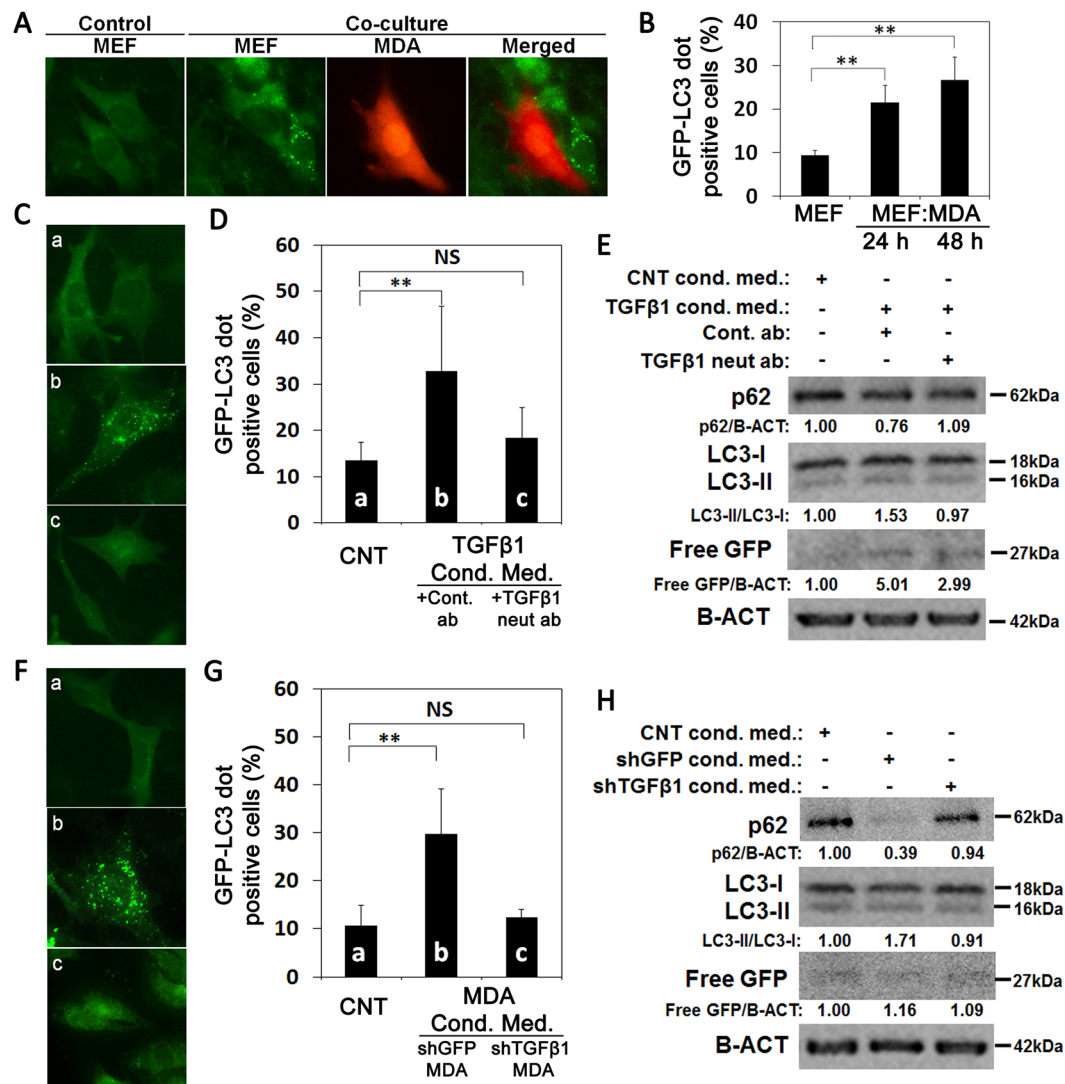 A
Control
Co-culture
MEF
MEF
MDA
Merged
B
GFP-LC3 dot
positive cells (%)
40
30
20
10
0
**
**
MEF
MEF:MDA
24 h
48 h
C
a
b
c
D
GFP-LC3 dot
positive cells (%)
60
50
40
30
20
10
0
NS
**
a
b
c
CNT
TGFβ1
Cond. Med.
+Cont.
ab
+TGFβ1
neut ab
E
CNT cond. med.: + - -
TGFβ1 cond. med.: - + +
Cont. ab: - + -
TGFβ1 neut ab: - - +
p62
62kDa
p62/B-ACT: 1.00 0.76 1.09
LC3-I
18kDa
LC3-II
16kDa
LC3-II/LC3-I: 1.00 1.53 0.97
Free GFP
27kDa
Free GFP/B-ACT: 1.00 5.01 2.99
B-ACT
42kDa
F
a
b
c
G
GFP-LC3 dot
positive cells (%)
60
50
40
30
20
10
0
NS
**
a
b
c
CNT
MDA
Cond. Med.
shGFP
MDA
shTGFβ1
MDA
H
CNT cond. med.: + - -
shGFP cond. med.: - + -
shTGFβ1 cond. med.: - - +
p62
62kDa
p62/B-ACT: 1.00 0.39 0.94
LC3-I
18kDa
LC3-II
16kDa
LC3-II/LC3-I: 1.00 1.71 0.91
Free GFP
27kDa
Free GFP/B-ACT: 1.00 1.16 1.09
B-ACT
42kDa